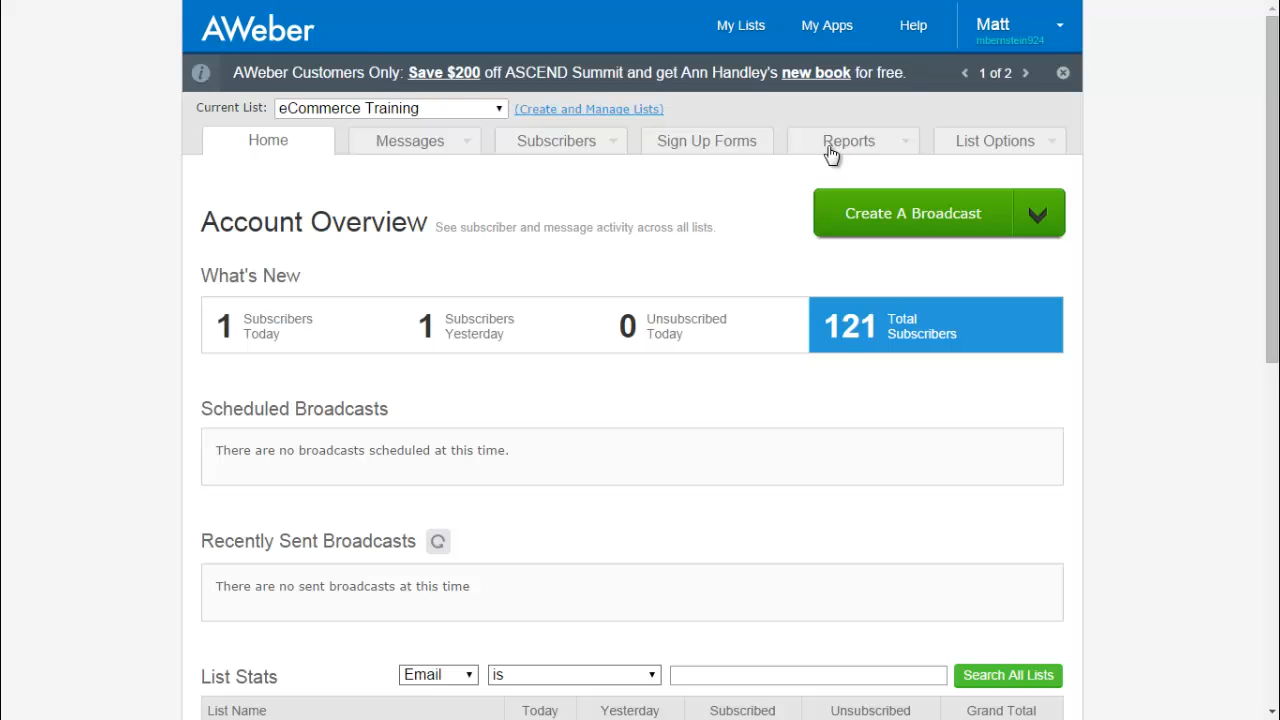 AWeber
My Lists
My Apps
Help
Matt
mbernstein924
AWeber Customers Only: Save $200 off ASCEND Summit and get Ann Handley's new book for free.
1 of 2
Current List:
eCommerce Training
(Create and Manage Lists)
Home
Messages
Subscribers
Sign Up Forms
Reports
List Options
Account Overview
See subscriber and message activity across all lists.
Create A Broadcast
What's New
1
Subscribers
Today
1
Subscribers
Yesterday
0
Unsubscribed
Today
121
Total
Subscribers
Scheduled Broadcasts
There are no broadcasts scheduled at this time.
Recently Sent Broadcasts
There are no sent broadcasts at this time
List Stats
Email
is
Search All Lists
List Name
Today
Yesterday
Subscribed
Unsubscribed
Grand Total